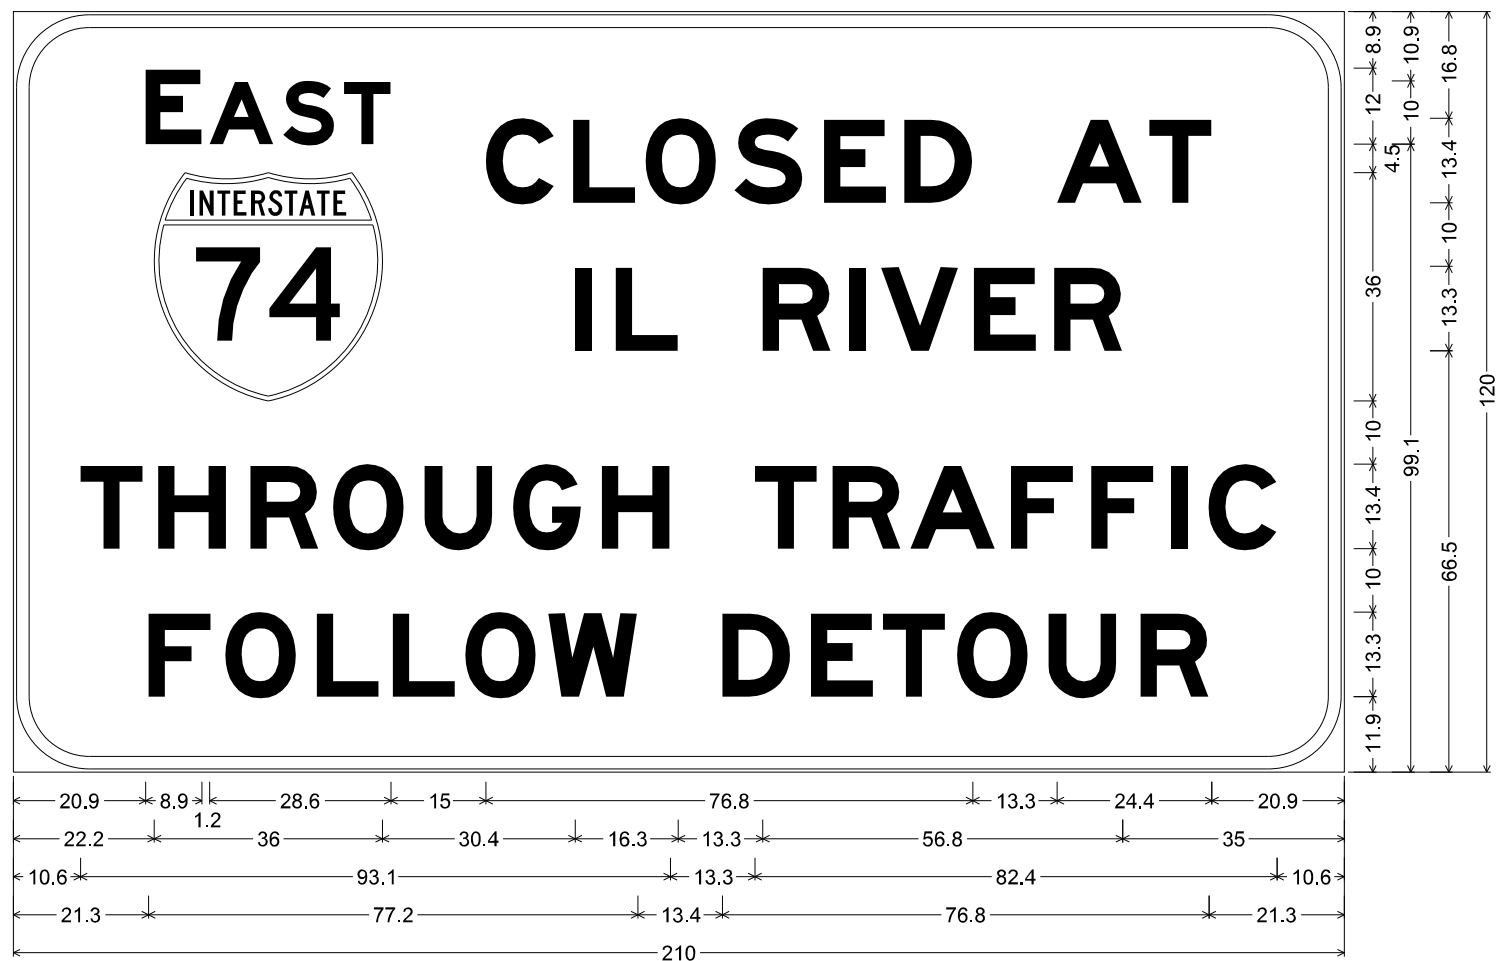 EAST
CLOSED AT
INTERSTATE
74
IL RIVER
THROUGH TRAFFIC
FOLLOW DETOUR
8.9 12 4.5 36 10 13.4 10 13.3 11.9
10.9 10 99.1
16.8 13.4 10 13.3 66.5
120
20.9 8.9 1.2 28.6 15 76.8 13.3 24.4 20.9
22.2 36 30.4 16.3 13.3 56.8 35
10.6 93.1 13.3 82.4 10.6
21.3 77.2 13.4 76.8 21.3
210